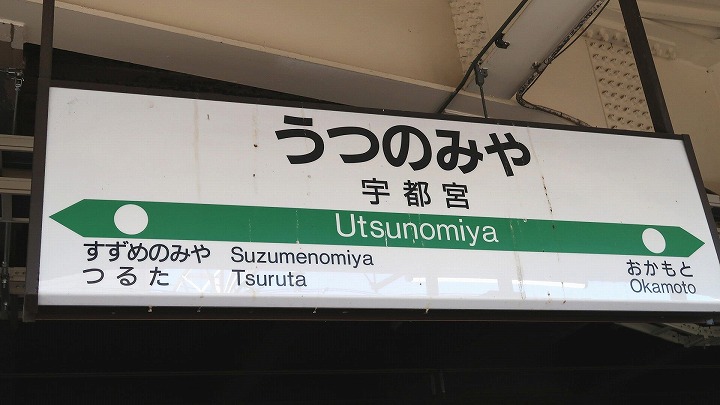 うつのみや
宇都宮
Utsunomiya
すずめのみや Suzumenomiya
つるた Tsuruta
おかもと
Okamoto